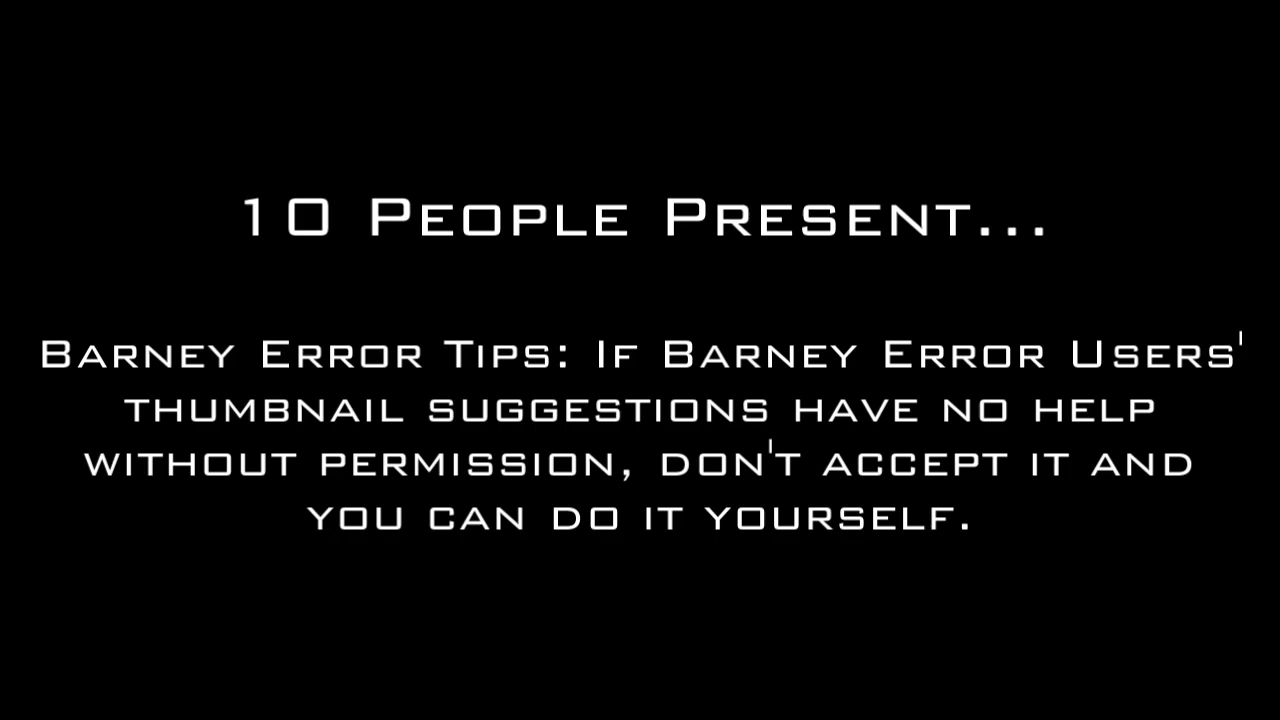 10 People Present...
Barney Error Tips: If Barney Error Users'
thumbnail suggestions have no help
without permission, don't accept it and
you can do it yourself.